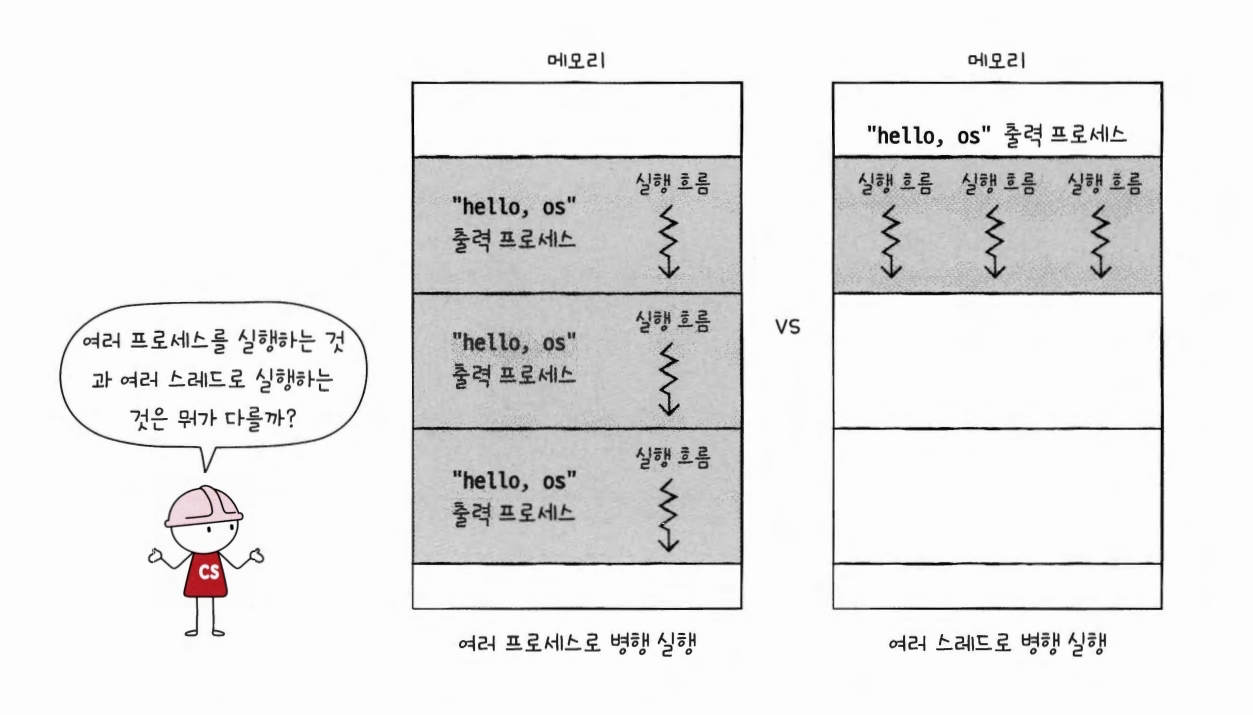 여러 프로세스를 실행하는 것
과 여러 스레드로 실행하는
것은 뭐가 다를까?
CS
메모리
"hello, os"
출력 프로세스
실행 흐름
"hello, os"
출력 프로세스
실행 흐름
"hello, os"
출력 프로세스
실행 흐름
여러 프로세스로 병행 실행
vs
메모리
"hello, os" 출력 프로세스
실행 흐름 실행 흐름 실행 흐름
여러 스레드로 병행 실행